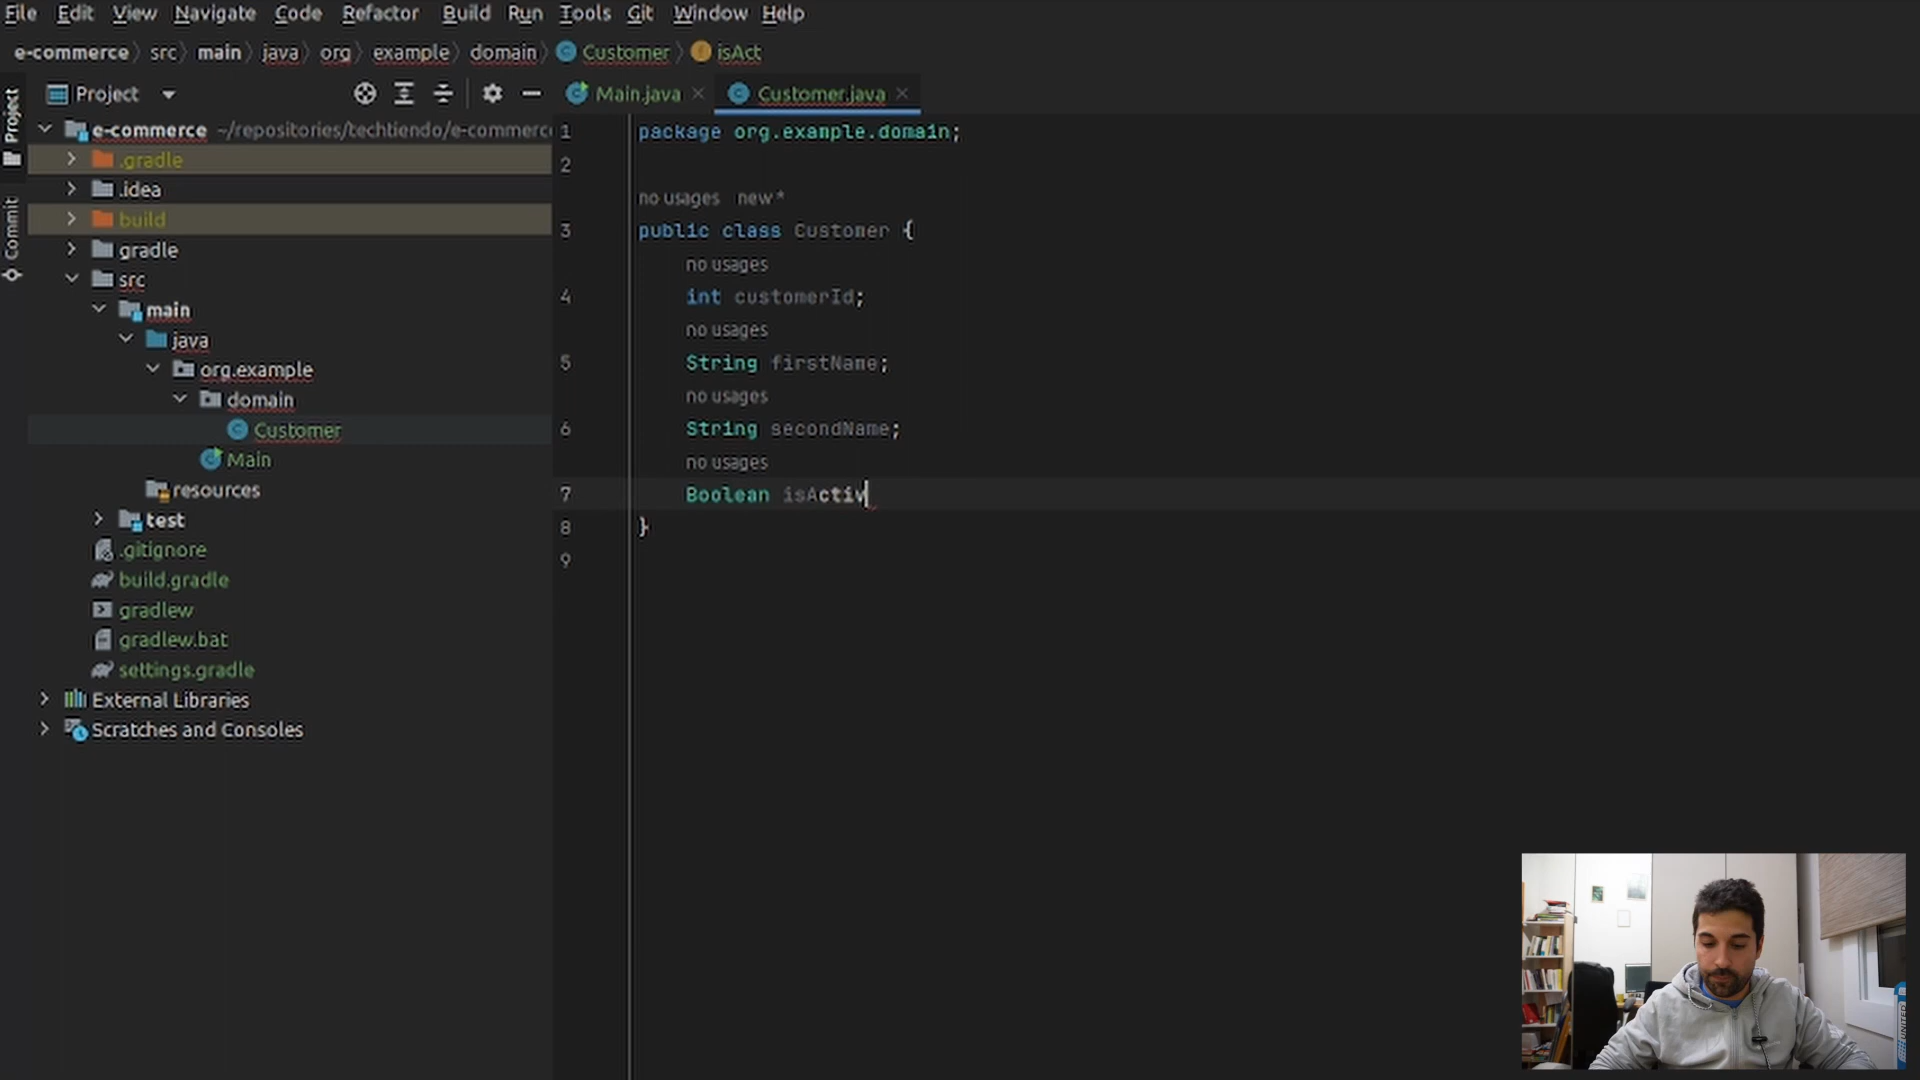 File Edit View Navigate Code Refactor Build Run Tools Git Window Help
e-commerce src main java org example domain Customer isAct
Project
Commit
Project
e-commerce ~/repositories/techtiendo/e-commerce
.gradle
.idea
build
gradle
src
main
java
org.example
domain
Customer
Main
resources
test
.gitignore
build.gradle
gradlew
gradlew.bat
settings.gradle
External Libraries
Scratches and Consoles
Main.java Customer.java
1 package org.example.domain;
2
no usages new *
3 public class Customer {
no usages
4 int customerId;
no usages
5 String firstName;
no usages
6 String secondName;
no usages
7 Boolean isActiv
8 }
9